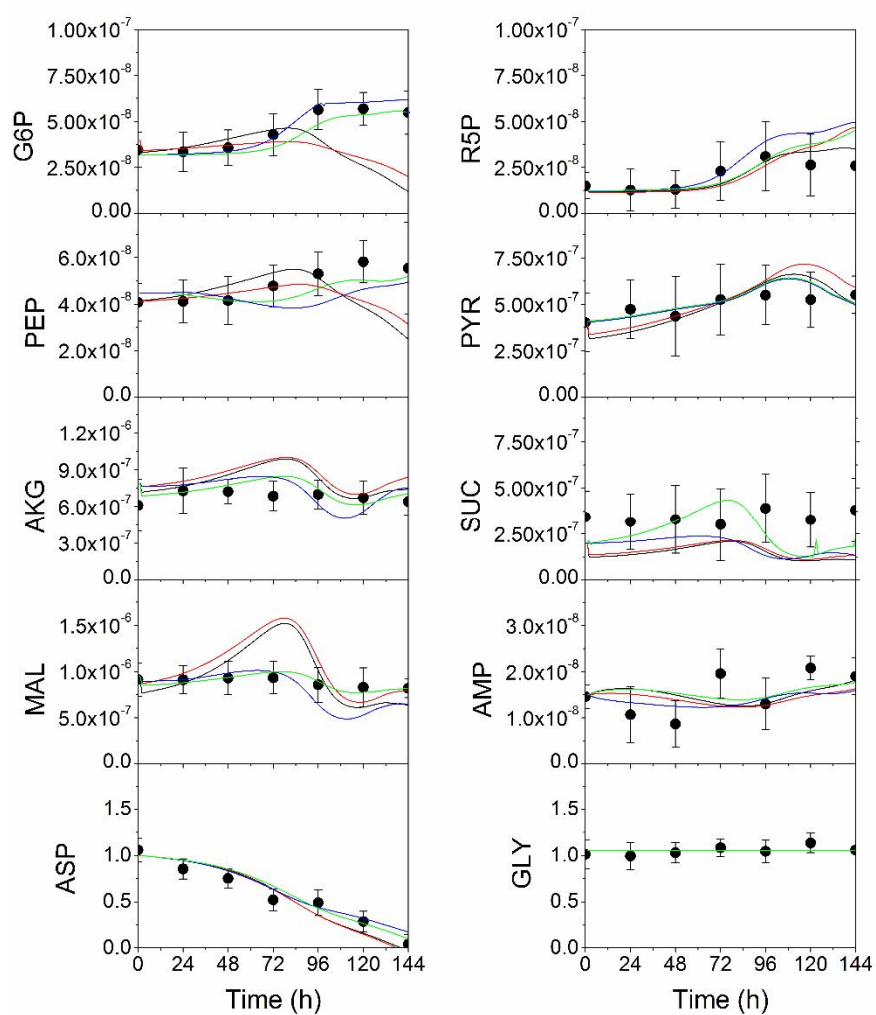 G6P
1.00x10⁻⁷
7.50x10⁻⁸
5.00x10⁻⁸
2.50x10⁻⁸
0.00
R5P
1.00x10⁻⁷
7.50x10⁻⁸
5.00x10⁻⁸
2.50x10⁻⁸
0.00
PEP
6.0x10⁻⁸
4.0x10⁻⁸
2.0x10⁻⁸
0.0
PYR
7.50x10⁻⁷
5.00x10⁻⁷
2.50x10⁻⁷
0.00
AKG
1.2x10⁻⁶
9.0x10⁻⁷
6.0x10⁻⁷
3.0x10⁻⁷
0.0
SUC
7.50x10⁻⁷
5.00x10⁻⁷
2.50x10⁻⁷
0.00
MAL
1.5x10⁻⁶
1.0x10⁻⁶
5.0x10⁻⁷
0.0
AMP
3.0x10⁻⁸
2.0x10⁻⁸
1.0x10⁻⁸
0.0
ASP
1.5
1.0
0.5
0.0
0 24 48 72 96 120 144
Time (h)
GLY
1.5
1.0
0.5
0.0
0 24 48 72 96 120 144
Time (h)